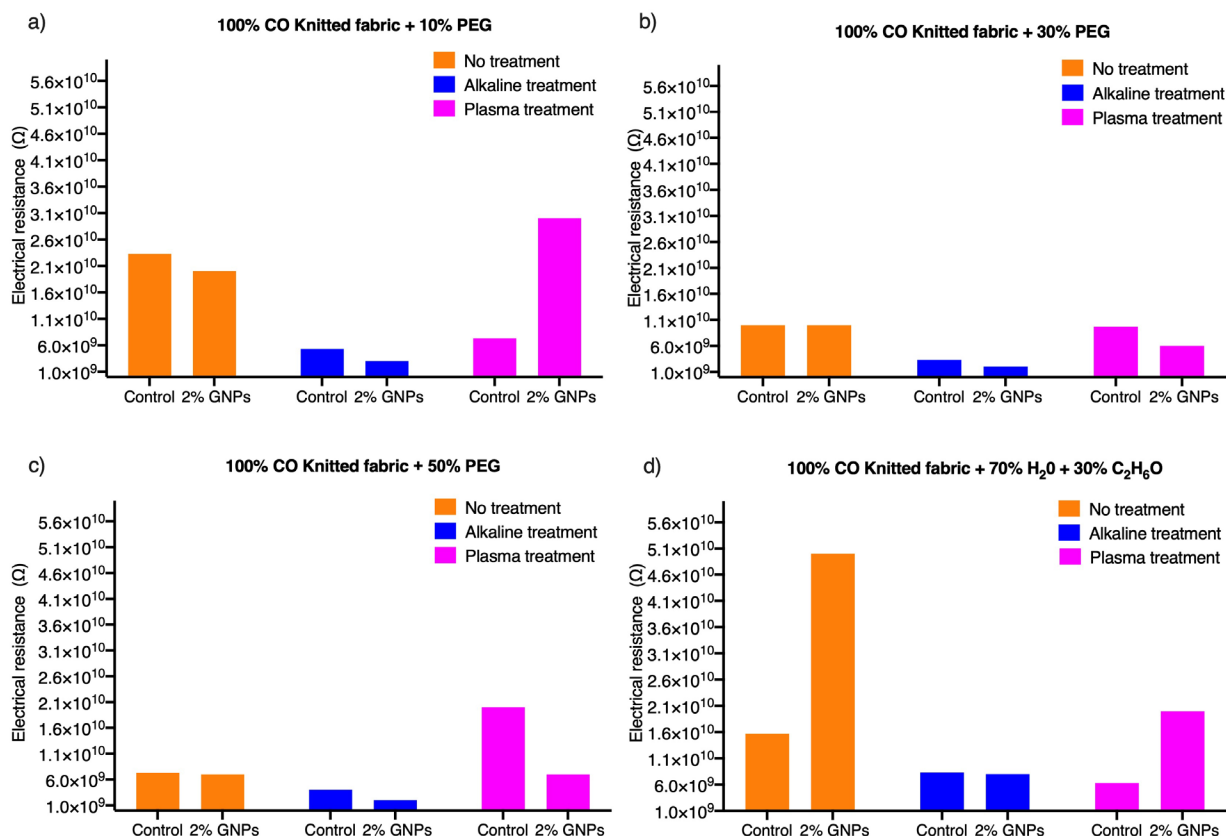 a)
100% CO Knitted fabric + 10% PEG
No treatment
Alkaline treatment
Plasma treatment
Electrical resistance (Ω)
5.6×10¹⁰
5.1×10¹⁰
4.6×10¹⁰
4.1×10¹⁰
3.6×10¹⁰
3.1×10¹⁰
2.6×10¹⁰
2.1×10¹⁰
1.6×10¹⁰
1.1×10¹⁰
6.0×10⁹
1.0×10⁹
Control 2% GNPs Control 2% GNPs Control 2% GNPs
b)
100% CO Knitted fabric + 30% PEG
No treatment
Alkaline treatment
Plasma treatment
Electrical resistance (Ω)
5.6×10¹⁰
5.1×10¹⁰
4.6×10¹⁰
4.1×10¹⁰
3.6×10¹⁰
3.1×10¹⁰
2.6×10¹⁰
2.1×10¹⁰
1.6×10¹⁰
1.1×10¹⁰
6.0×10⁹
1.0×10⁹
Control 2% GNPs Control 2% GNPs Control 2% GNPs
c)
100% CO Knitted fabric + 50% PEG
No treatment
Alkaline treatment
Plasma treatment
Electrical resistance (Ω)
5.6×10¹⁰
5.1×10¹⁰
4.6×10¹⁰
4.1×10¹⁰
3.6×10¹⁰
3.1×10¹⁰
2.6×10¹⁰
2.1×10¹⁰
1.6×10¹⁰
1.1×10¹⁰
6.0×10⁹
1.0×10⁹
Control 2% GNPs Control 2% GNPs Control 2% GNPs
d)
100% CO Knitted fabric + 70% H₂0 + 30% C₂H₆O
No treatment
Alkaline treatment
Plasma treatment
Electrical resistance (Ω)
5.6×10¹⁰
5.1×10¹⁰
4.6×10¹⁰
4.1×10¹⁰
3.6×10¹⁰
3.1×10¹⁰
2.6×10¹⁰
2.1×10¹⁰
1.6×10¹⁰
1.1×10¹⁰
6.0×10⁹
1.0×10⁹
Control 2% GNPs Control 2% GNPs Control 2% GNPs